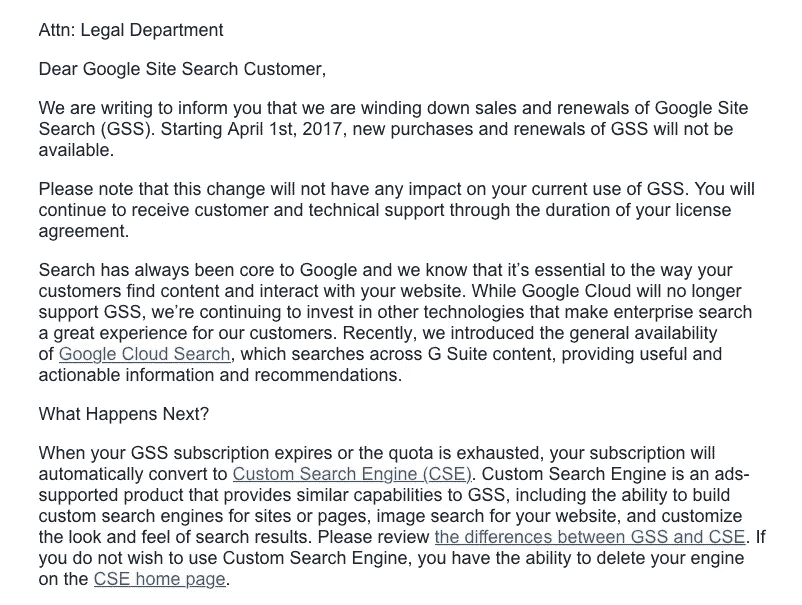 Attn: Legal Department
Dear Google Site Search Customer,
We are writing to inform you that we are winding down sales and renewals of Google Site
Search (GSS). Starting April 1st, 2017, new purchases and renewals of GSS will not be
available.
Please note that this change will not have any impact on your current use of GSS. You will
continue to receive customer and technical support through the duration of your license
agreement.
Search has always been core to Google and we know that it’s essential to the way your
customers find content and interact with your website. While Google Cloud will no longer
support GSS, we’re continuing to invest in other technologies that make enterprise search
a great experience for our customers. Recently, we introduced the general availability
of Google Cloud Search, which searches across G Suite content, providing useful and
actionable information and recommendations.
What Happens Next?
When your GSS subscription expires or the quota is exhausted, your subscription will
automatically convert to Custom Search Engine (CSE). Custom Search Engine is an ads-
supported product that provides similar capabilities to GSS, including the ability to build
custom search engines for sites or pages, image search for your website, and customize
the look and feel of search results. Please review the differences between GSS and CSE. If
you do not wish to use Custom Search Engine, you have the ability to delete your engine
on the CSE home page.